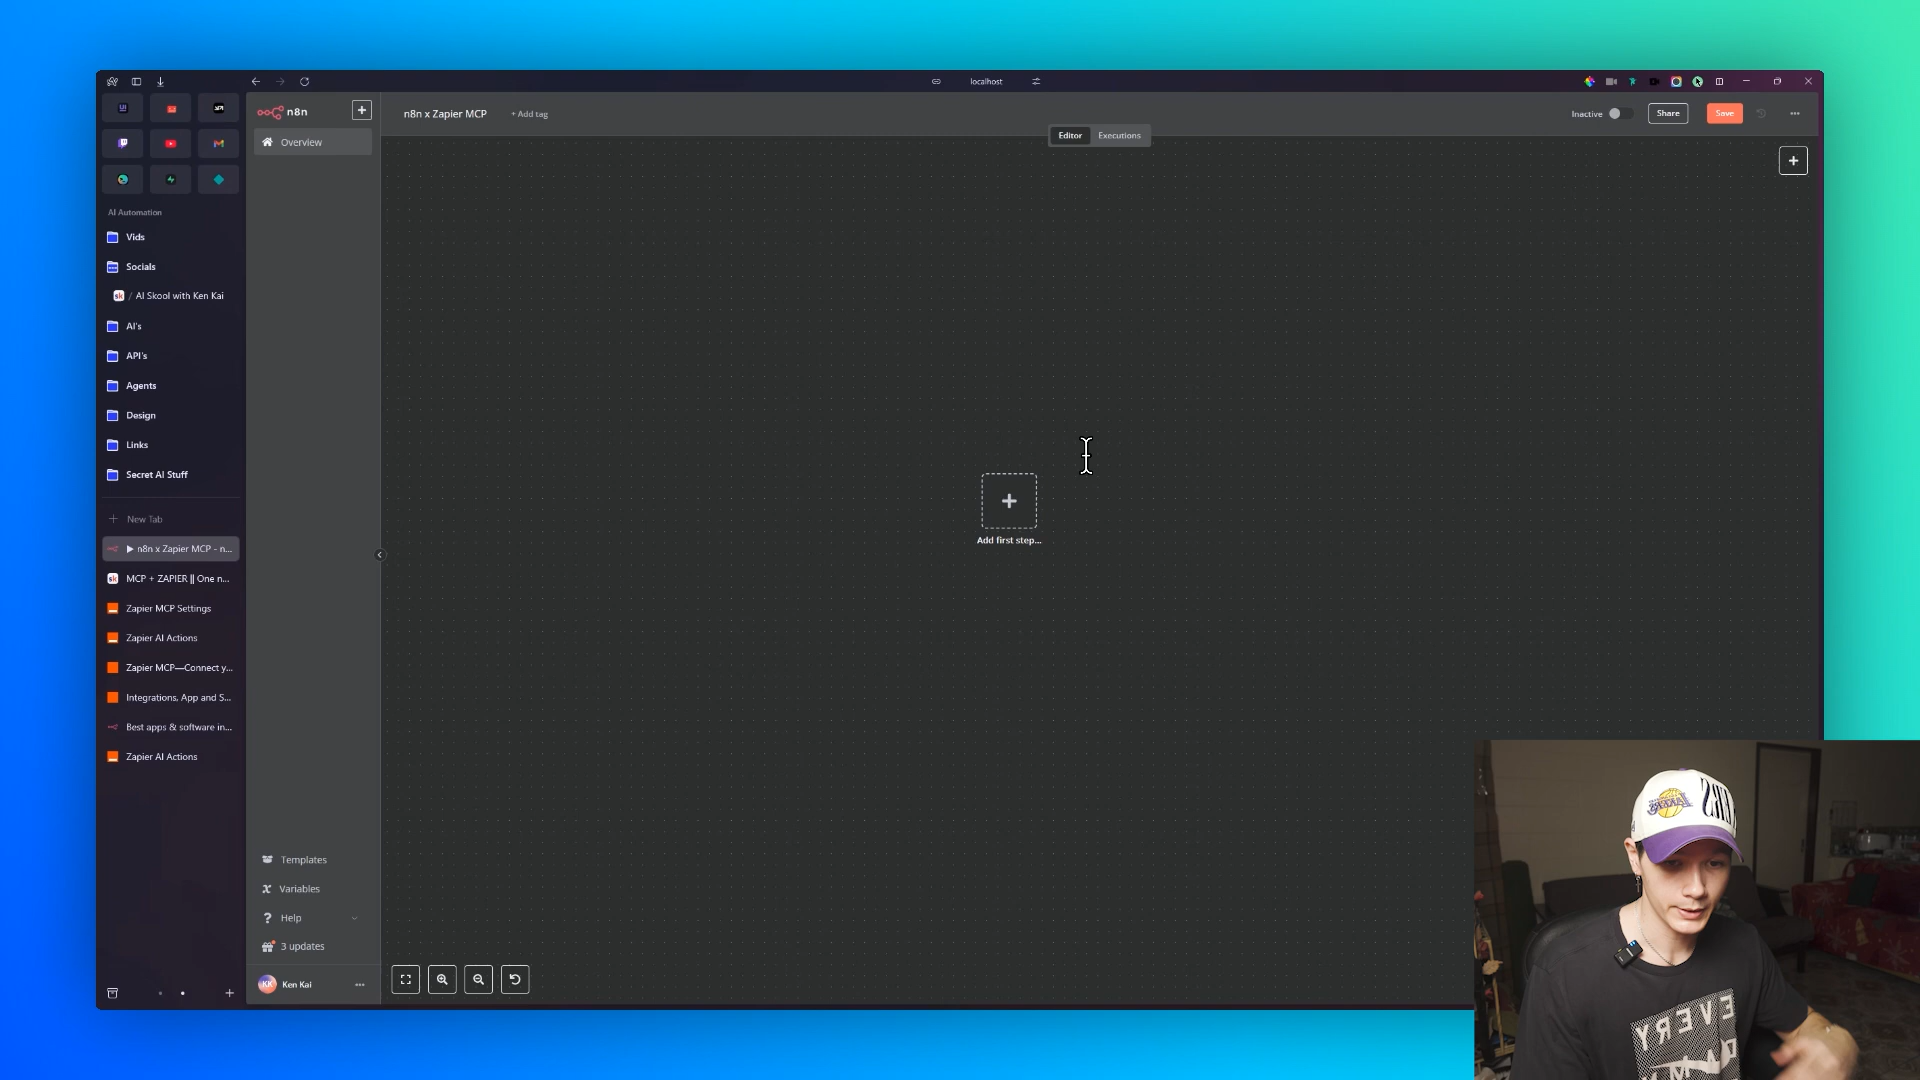 localhost
n8n
n8n x Zapier MCP
+ Add tag
Inactive
Share
Save
Editor
Executions
Overview
AI Automation
Vids
Socials
/ AI Skool with Ken Kai
AI's
API's
Agents
Design
Links
Secret AI Stuff
New Tab
▶ n8n x Zapier MCP - n...
MCP + ZAPIER || One n...
Zapier MCP Settings
Zapier AI Actions
Zapier MCP—Connect y...
Integrations, App and S...
Best apps & software in...
Zapier AI Actions
Add first step...
Templates
Variables
Help
3 updates
KK
Ken Kai
LAKERS
EVERY